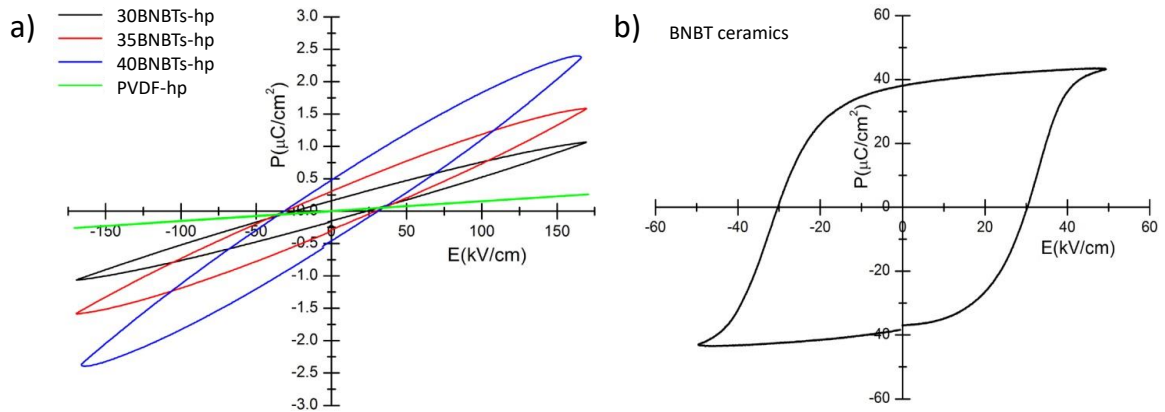 a)
30BNBTs-hp
35BNBTs-hp
40BNBTs-hp
PVDF-hp
3.0
2.5
2.0
1.5
1.0
0.5
0.0
-0.5
-1.0
-1.5
-2.0
-2.5
-3.0
P(μC/cm²)
-150 -100 -50 0 50 100 150
E(kV/cm)
b)
BNBT ceramics
60
40
20
0
-20
-40
-60
P(μC/cm²)
-60 -40 -20 0 20 40 60
E(kV/cm)